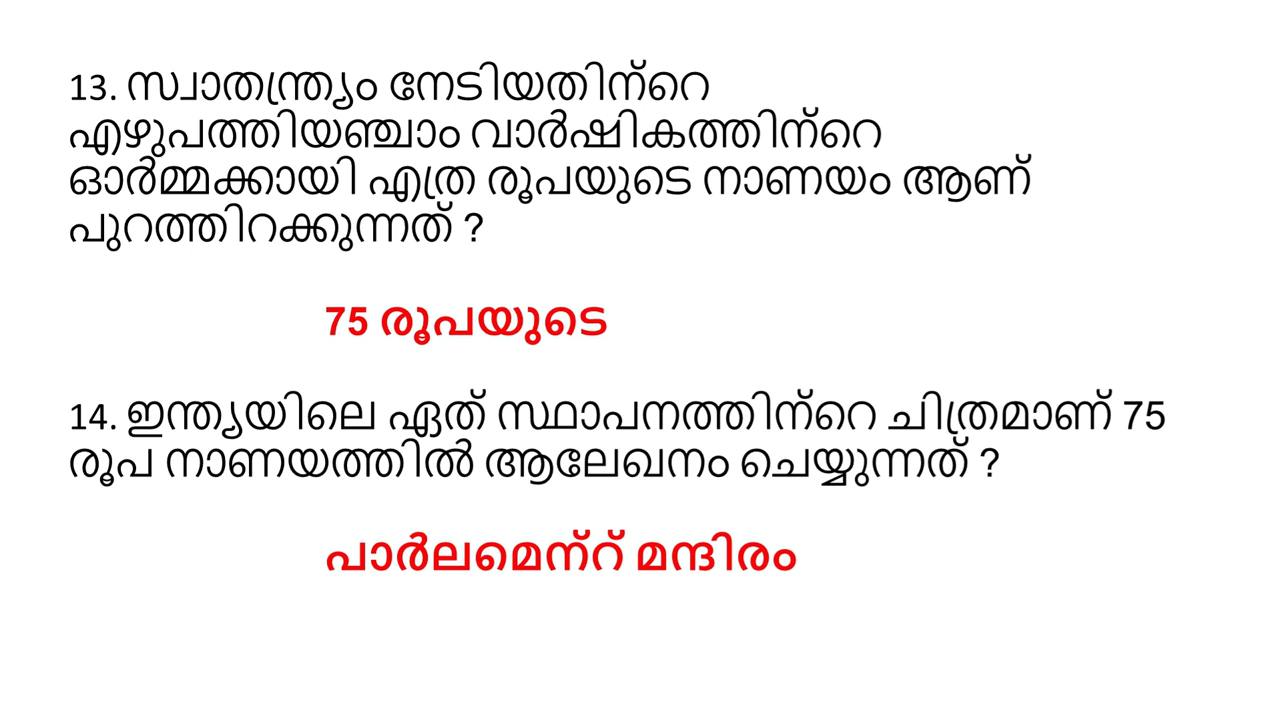 13. സ്വാതന്ത്ര്യം നേടിയതിന്റെ
എഴുപത്തിയഞ്ചാം വാർഷികത്തിന്റെ
ഓർമ്മക്കായി എത്ര രൂപയുടെ നാണയം ആണ്
പുറത്തിറക്കുന്നത് ?
75 രൂപയുടെ
14. ഇന്ത്യയിലെ ഏത് സ്ഥാപനത്തിന്റെ ചിത്രമാണ് 75
രൂപ നാണയത്തിൽ ആലേഖനം ചെയ്യുന്നത് ?
പാർലമെന്റ് മന്ദിരം